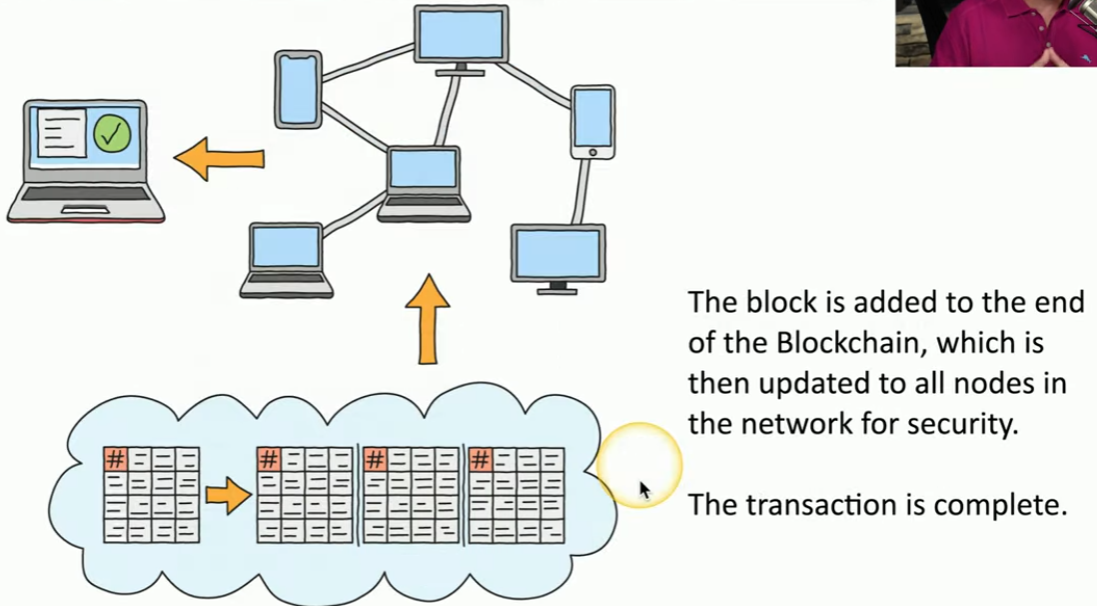 The block is added to the end
of the Blockchain, which is
then updated to all nodes in
the network for security.
The transaction is complete.
# # # #